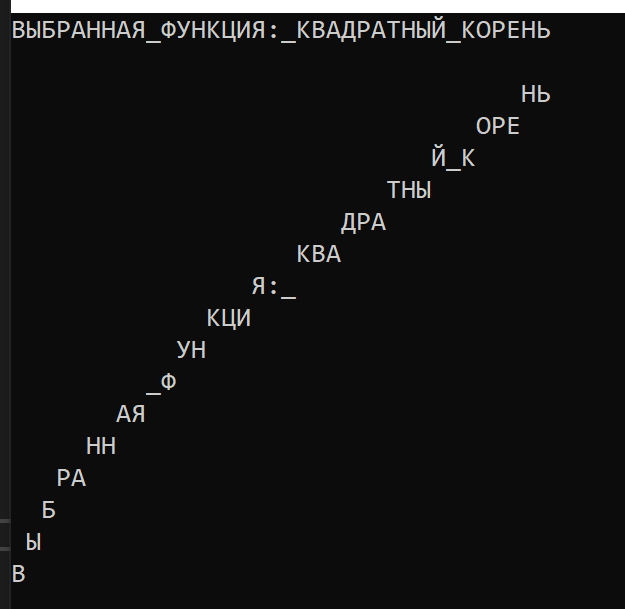 ВЫБРАННАЯ_ФУНКЦИЯ:_КВАДРАТНЫЙ_КОРЕНЬ
НЬ
ОРЕ
Й_К
ТНЫ
ДРА
КВА
Я:_
КЦИ
УН
_Ф
АЯ
НН
РА
Б
Ы
В